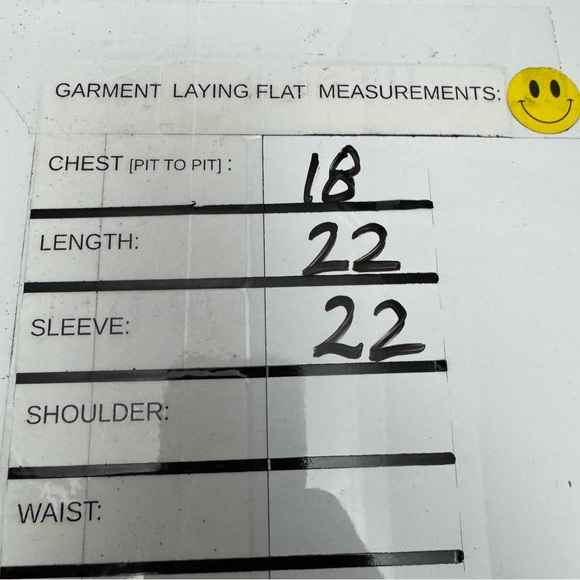 GARMENT LAYING FLAT MEASUREMENTS:
CHEST [PIT TO PIT] : 18
LENGTH: 22
SLEEVE: 22
SHOULDER:
WAIST: